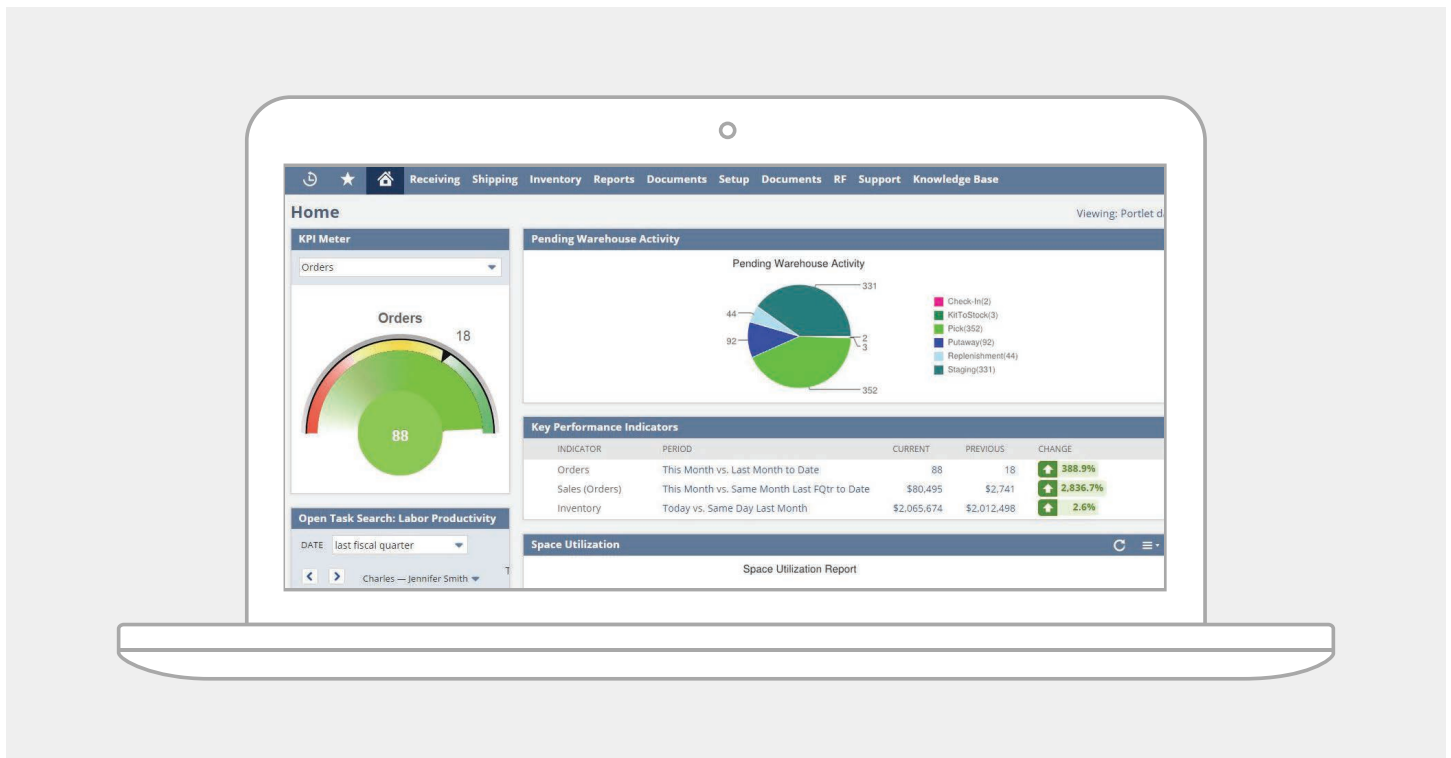 Receiving Shipping Inventory Reports Documents Setup Documents RF Support Knowledge Base
Home
Viewing: Portlet d
KPI Meter
Orders
Orders
18
88
Open Task Search: Labor Productivity
DATE last fiscal quarter
Charles — Jennifer Smith
T
Pending Warehouse Activity
Pending Warehouse Activity
331
44
92
2
3
352
Check-In(2)
KitToStock(3)
Pick(352)
Putaway(92)
Replenishment(44)
Staging(331)
Key Performance Indicators
INDICATOR PERIOD CURRENT PREVIOUS CHANGE
Orders This Month vs. Last Month to Date 88 18 388.9%
Sales (Orders) This Month vs. Same Month Last FQtr to Date $80,495 $2,741 2,836.7%
Inventory Today vs. Same Day Last Month $2,065,674 $2,012,498 2.6%
Space Utilization
Space Utilization Report